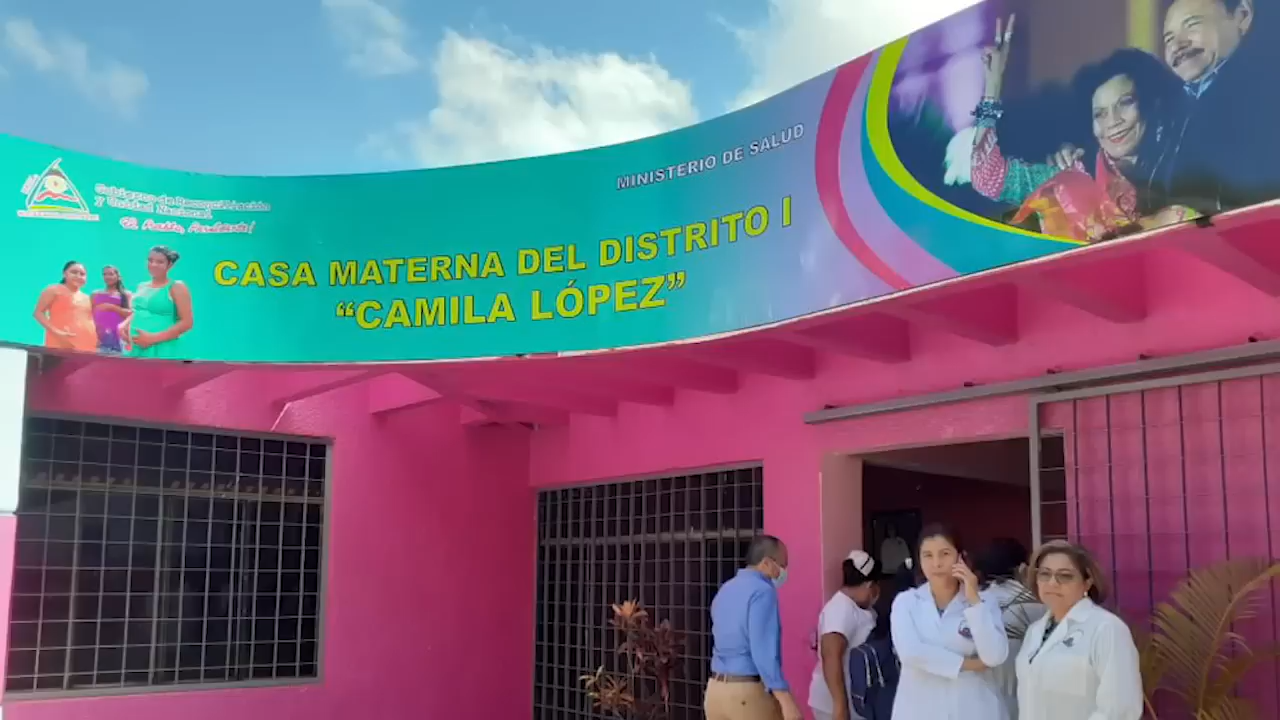 Gobierno de Reconciliación
y Unidad Nacional
El Pueblo, Presidente!
MINISTERIO DE SALUD
CASA MATERNA DEL DISTRITO I
“CAMILA LÓPEZ”